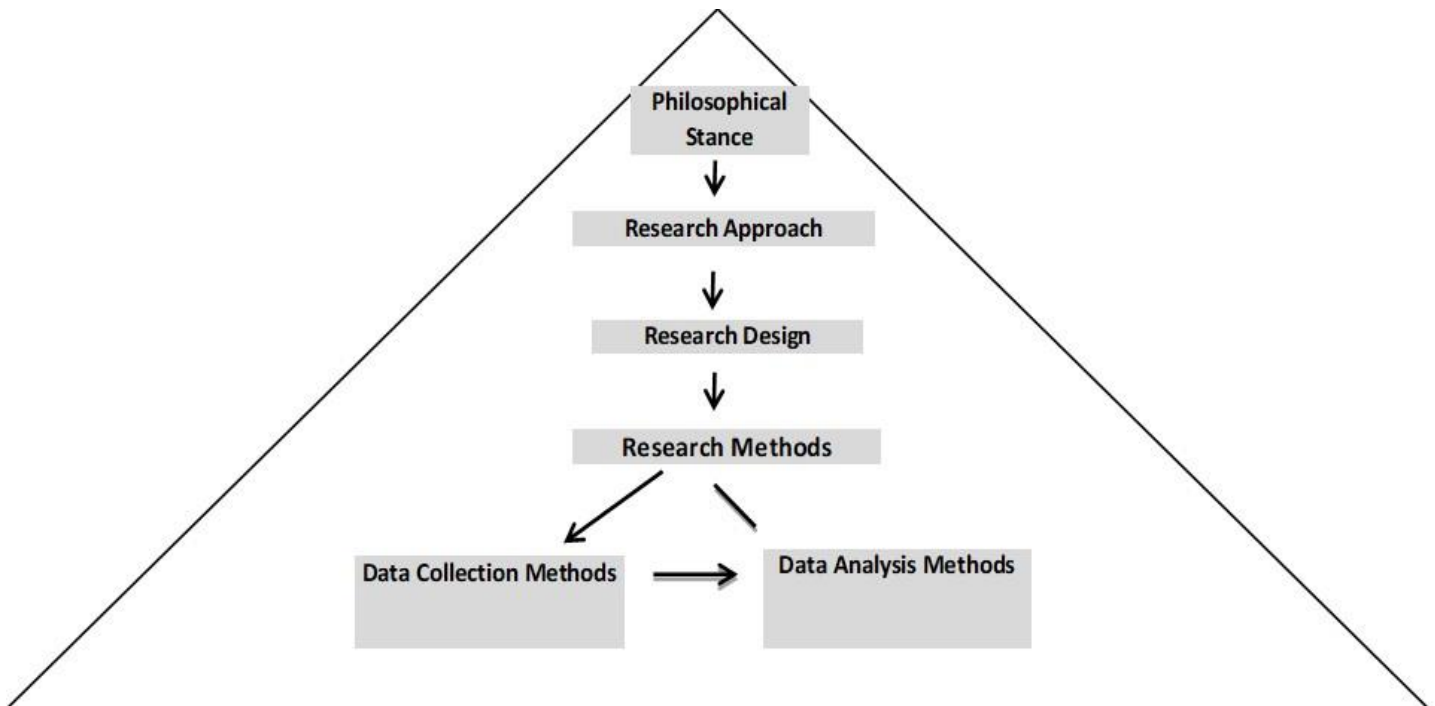 Philosophical
Stance
Research Approach
Research Design
Research Methods
Data Collection Methods
Data Analysis Methods